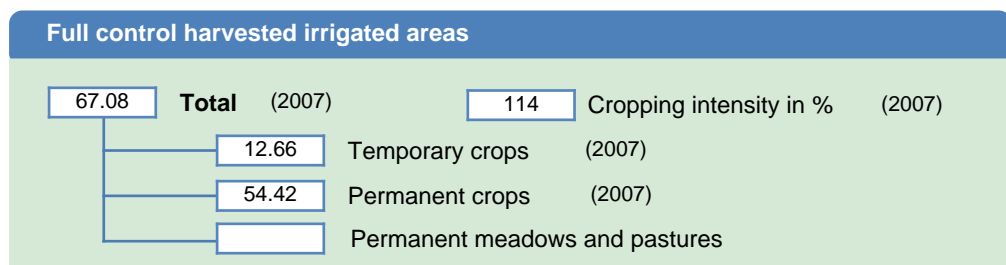 Full control harvested irrigated areas
67.08 Total (2007) 114 Cropping intensity in % (2007)
12.66 Temporary crops (2007)
54.42 Permanent crops (2007)
Permanent meadows and pastures